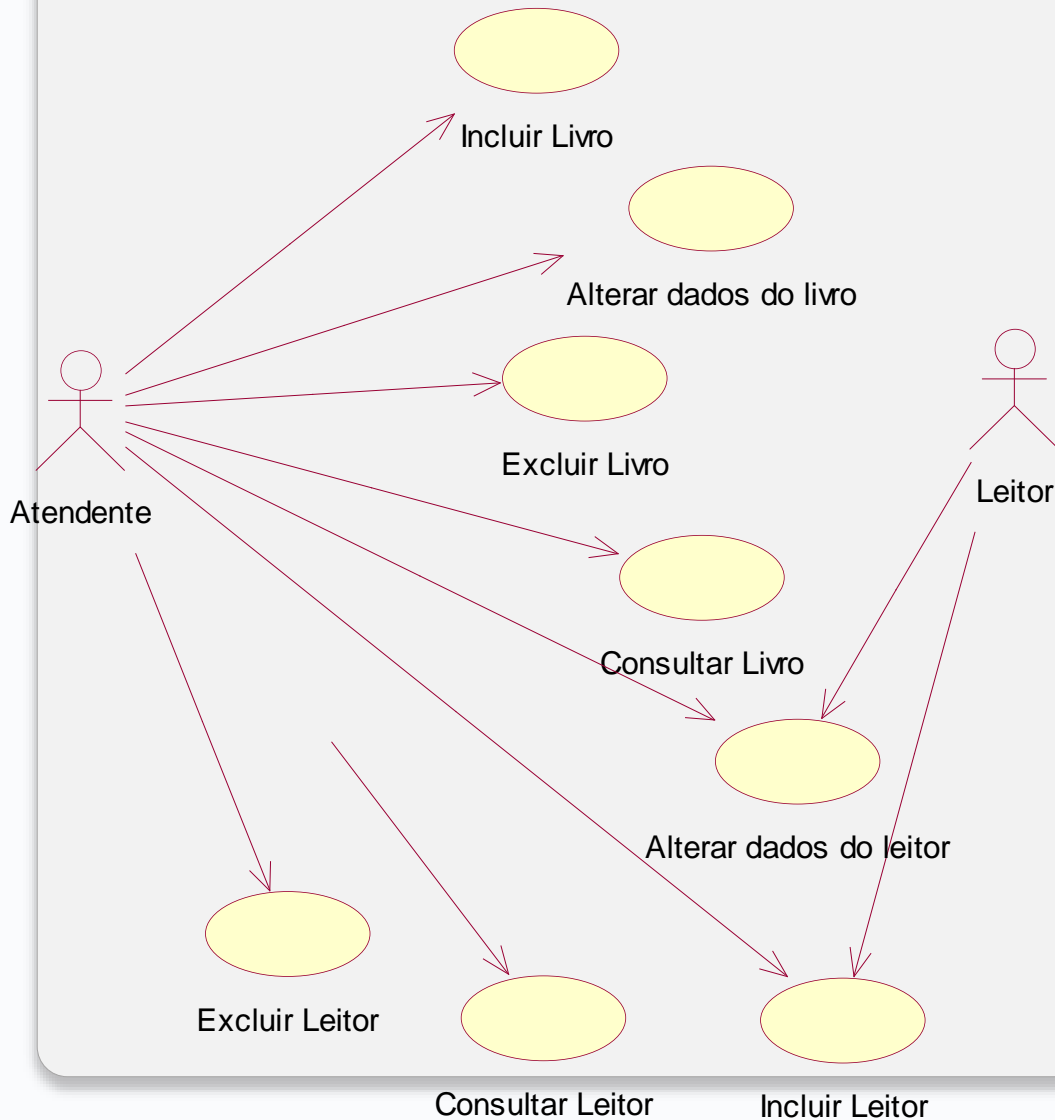 Incluir Livro
Alterar dados do livro
Excluir Livro
Leitor
Atendente
Consultar Livro
Alterar dados do leitor
Excluir Leitor
Consultar Leitor
Incluir Leitor